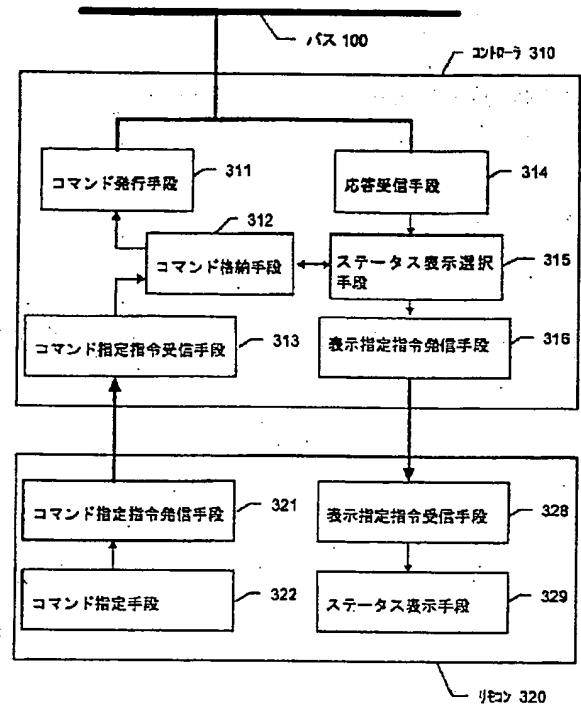 バス 100
コントローラ 310
コマンド発行手段
311
応答受信手段
314
312
コマンド格納手段
ステータス表示選択
手段
315
コマンド指定指令受信手段
313
表示指定指令発信手段
316
コマンド指定指令発信手段
321
表示指定指令受信手段
328
コマンド指定手段
322
ステータス表示手段
329
リモコン 320